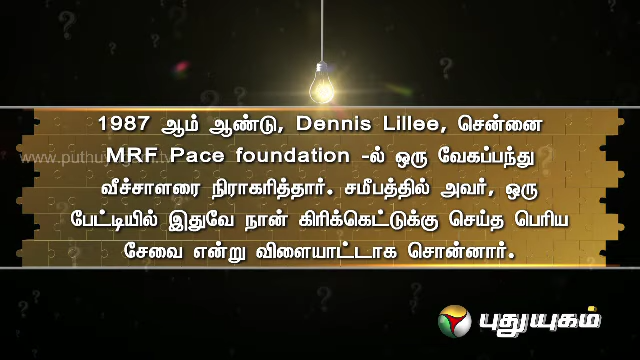 1987 ஆம் ஆண்டு, Dennis Lillee, சென்னை
MRF Pace foundation -ல் ஒரு வேகப்பந்து
வீச்சாளரை நிராகரித்தார். சமீபத்தில் அவர், ஒரு
பேட்டியில் இதுவே நான் கிரிக்கெட்டுக்கு செய்த பெரிய
சேவை என்று விளையாட்டாக சொன்னார்.
புதுயுகம்